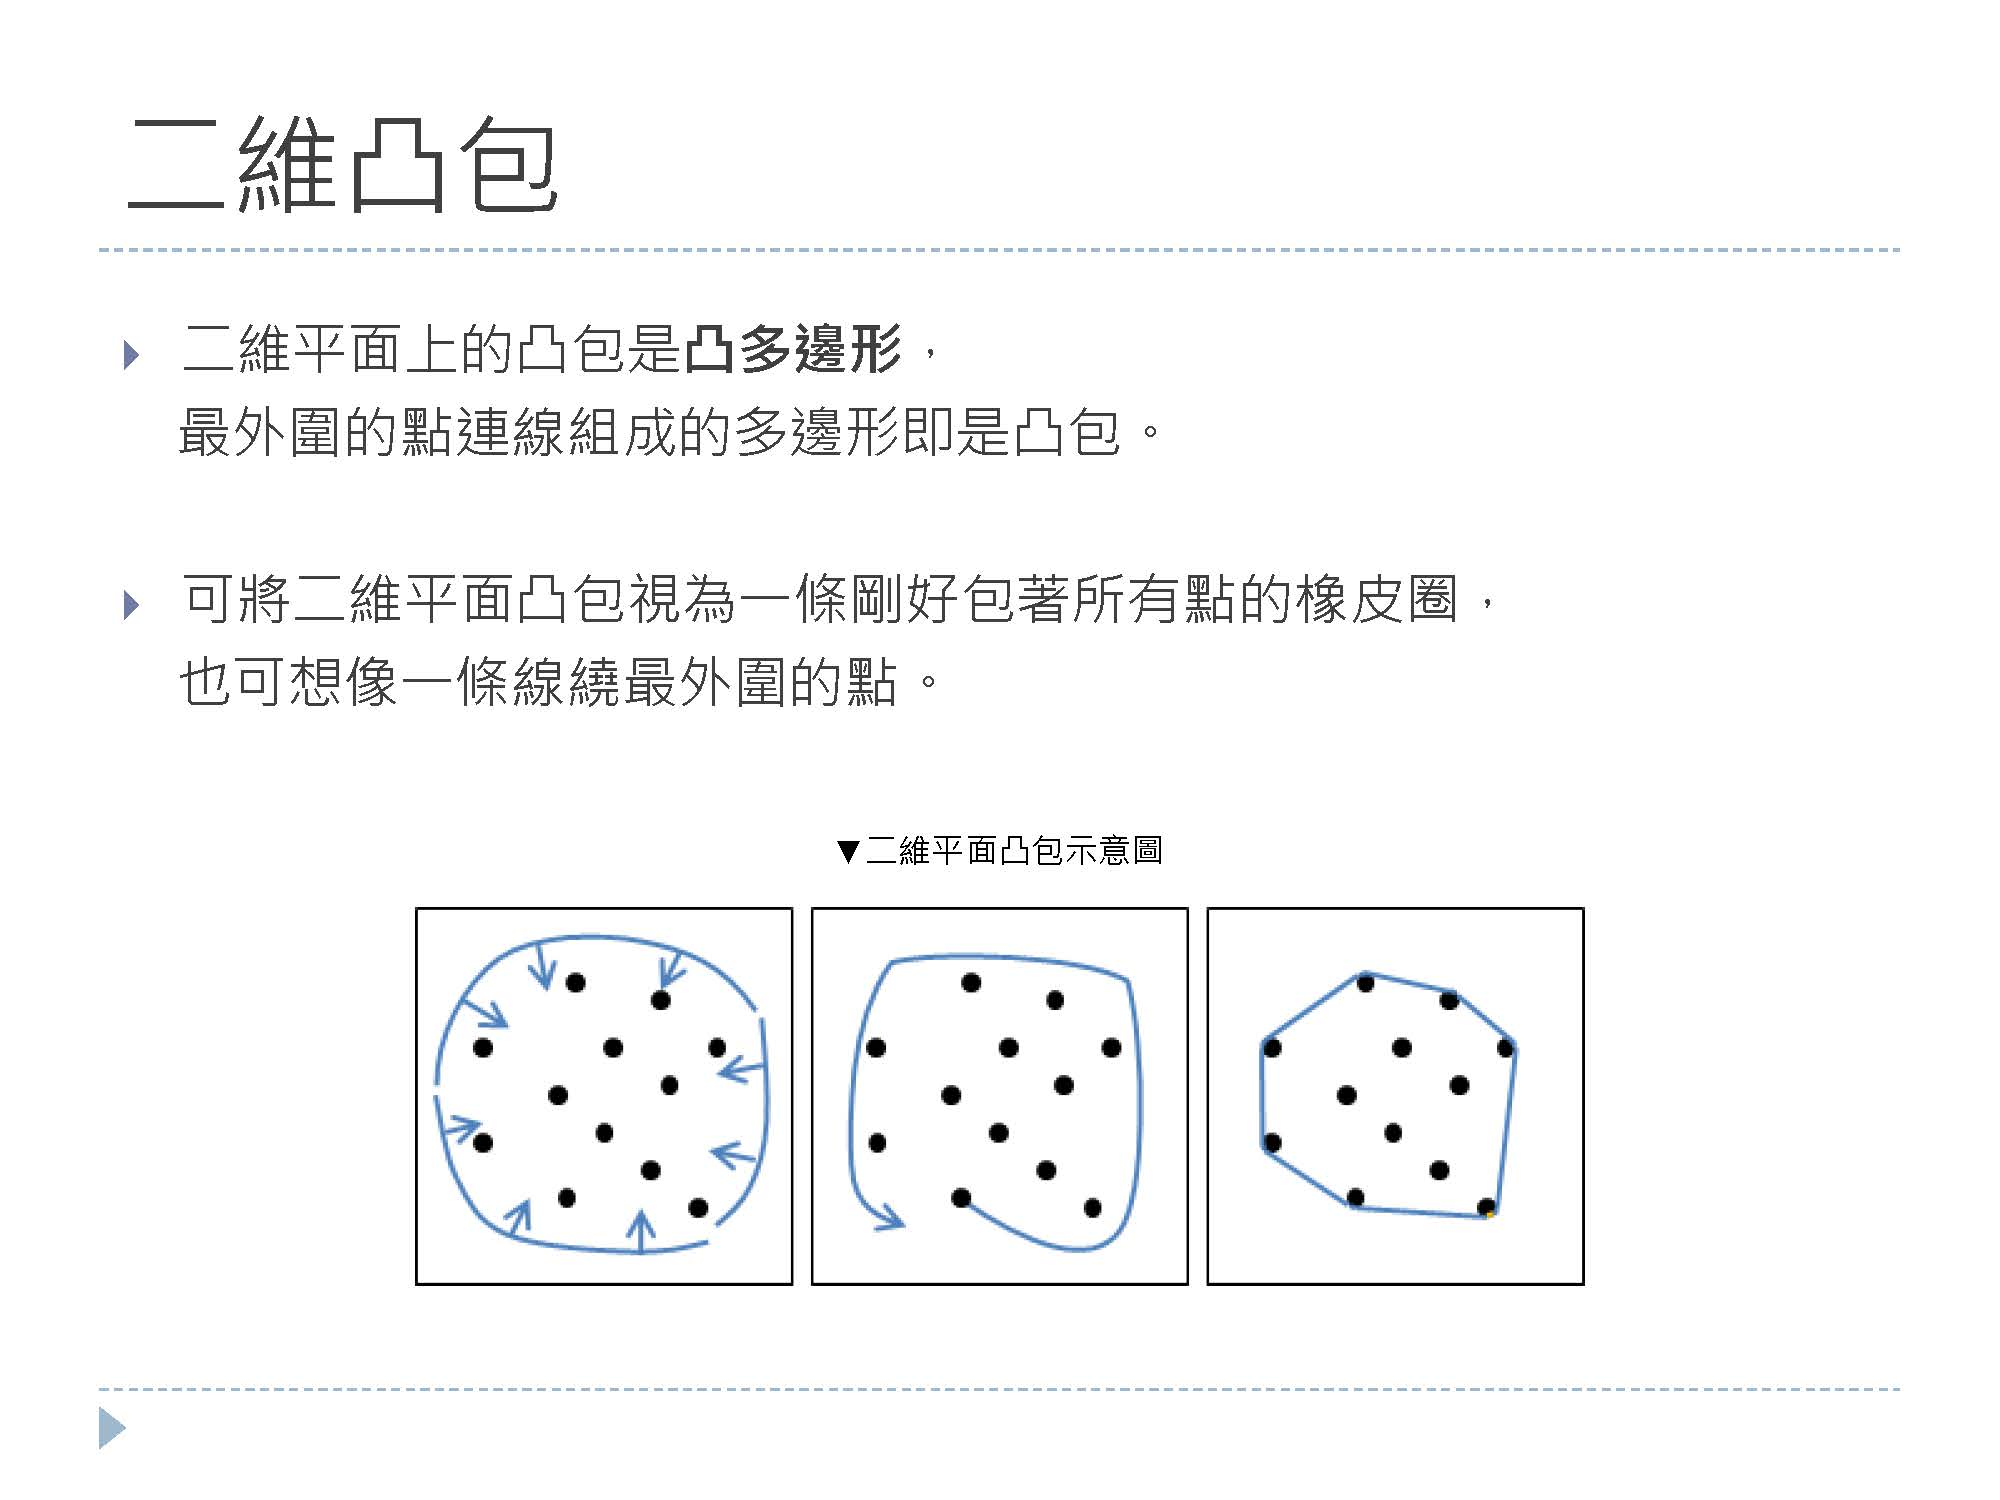 二維凸包
二維平面上的凸包是凸多邊形，
最外圍的點連線組成的多邊形即是凸包。
可將二維平面凸包視為一條剛好包著所有點的橡皮圈，
也可想像一條線繞最外圍的點。
▼二維平面凸包示意圖